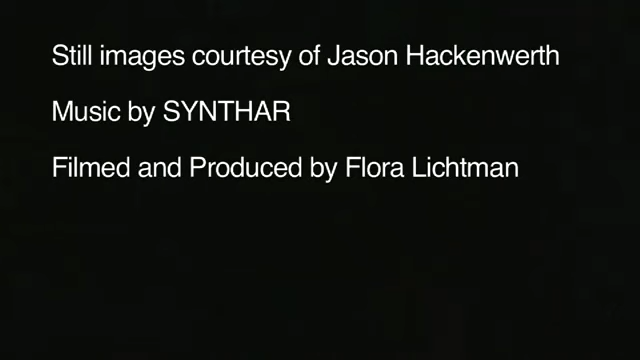 Still images courtesy of Jason Hackenwerth
Music by SYNTHAR
Filmed and Produced by Flora Lichtman